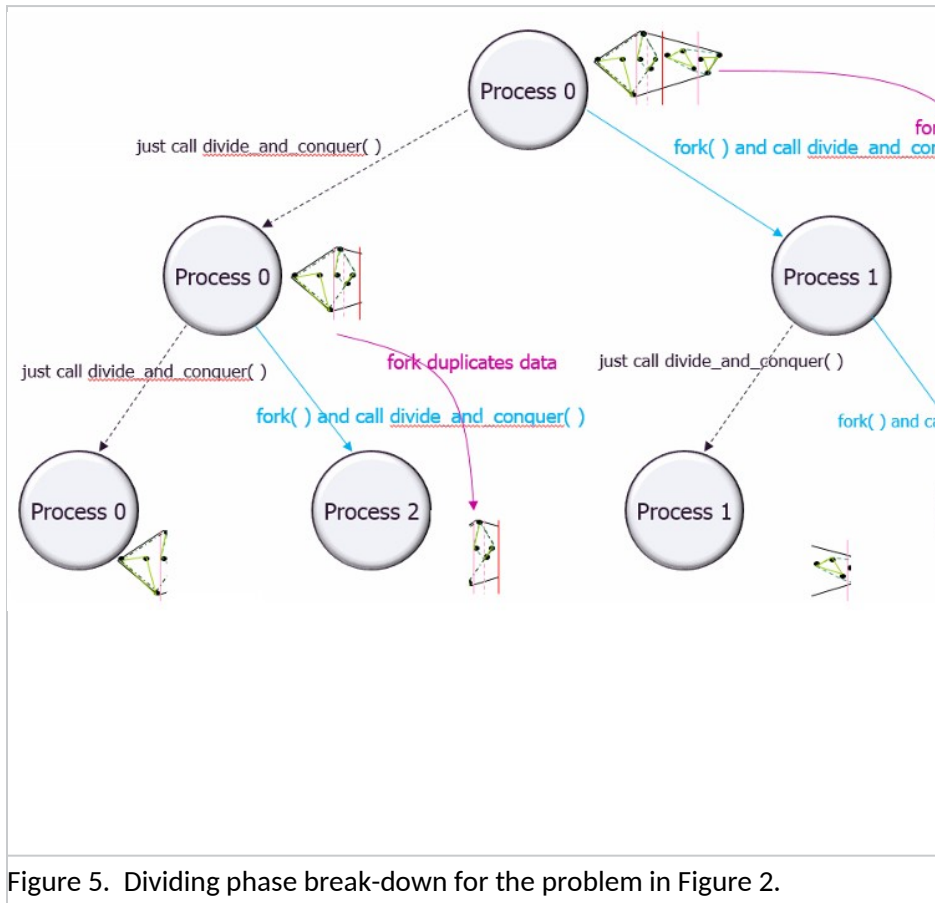 Process 0
for
just call divide_and_conquer( )
fork( ) and call divide_and_cor
Process 0
Process 1
fork duplicates data
just call divide_and_conquer( )
just call divide_and_conquer( )
fork( ) and call divide_and_conquer( )
fork( ) and ca
Process 0
Process 2
Process 1
Figure 5.  Dividing phase break-down for the problem in Figure 2.